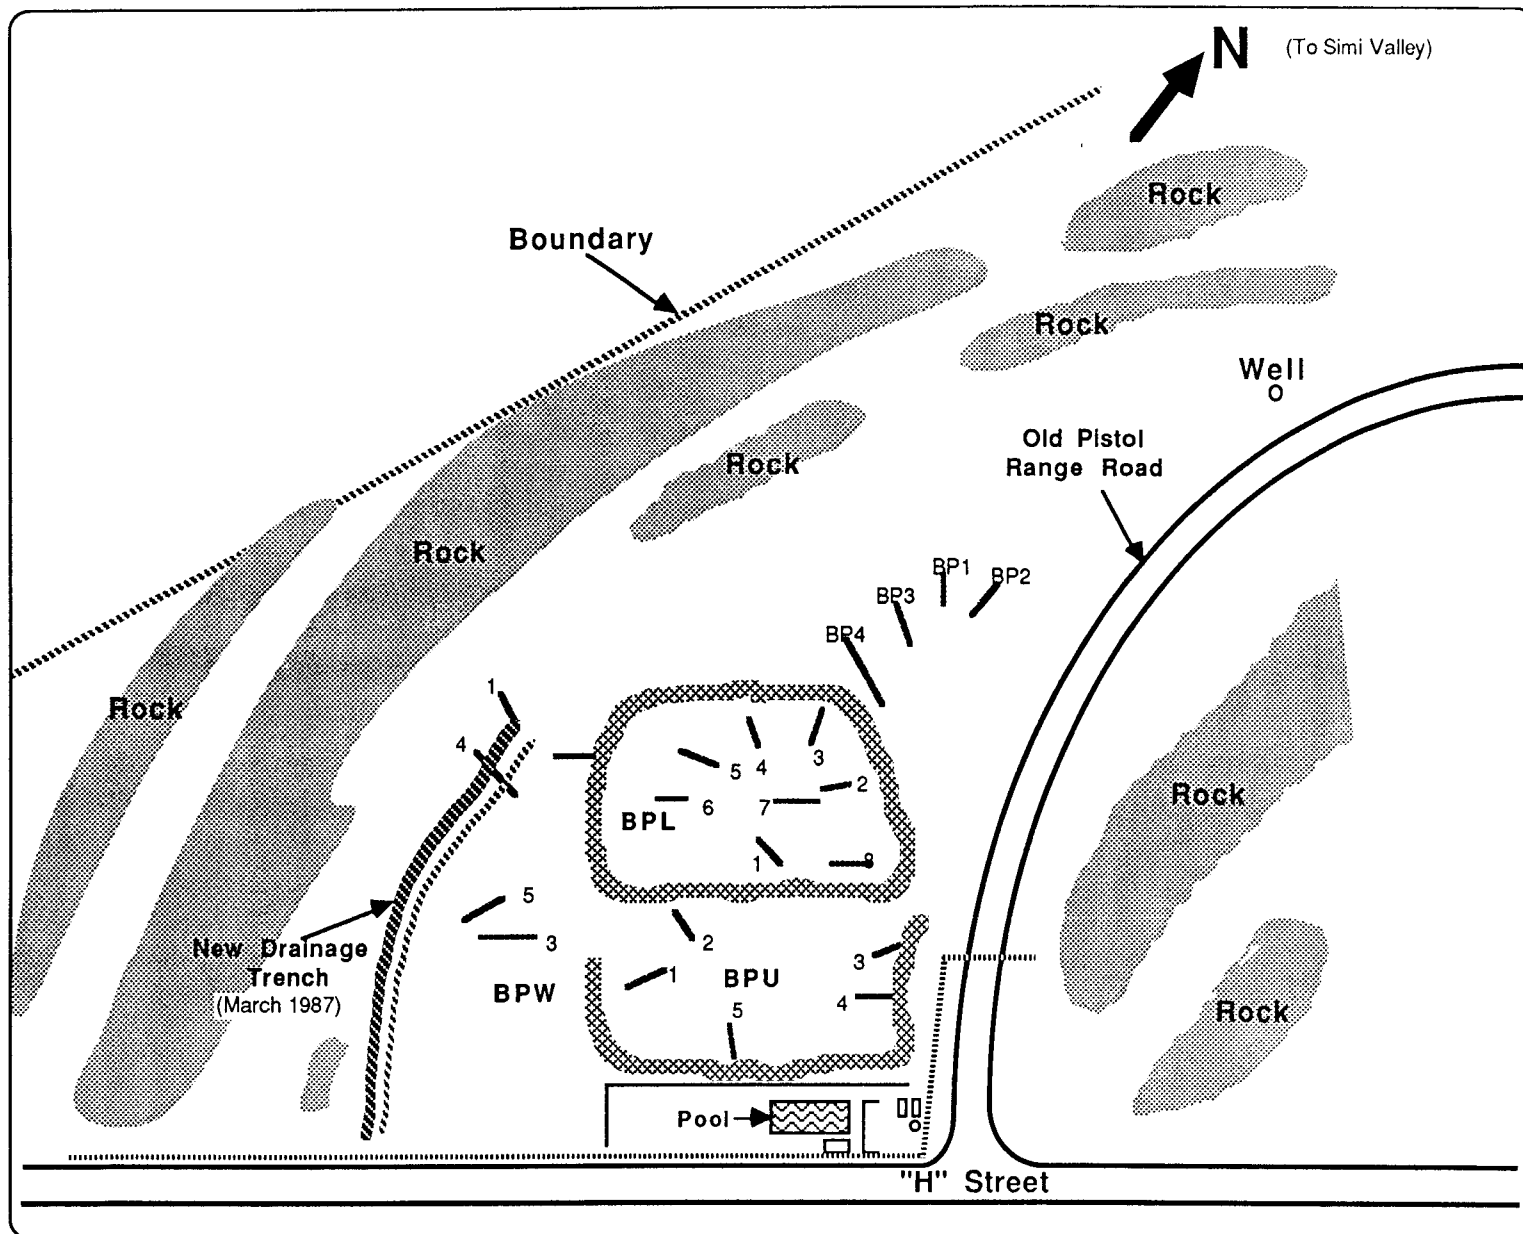 N (To Simi Valley)
Rock
Boundary
Rock
Well
Old Pistol
Range Road
Rock
Rock
BP1
BP2
BP3
BP4
1
Rock
4
5
4
3
2
6
7
BPL
Rock
1
8
5
New Drainage
Trench
(March 1987)
3
2
3
1
BPU
BPW
4
5
Rock
Pool
"H" Street